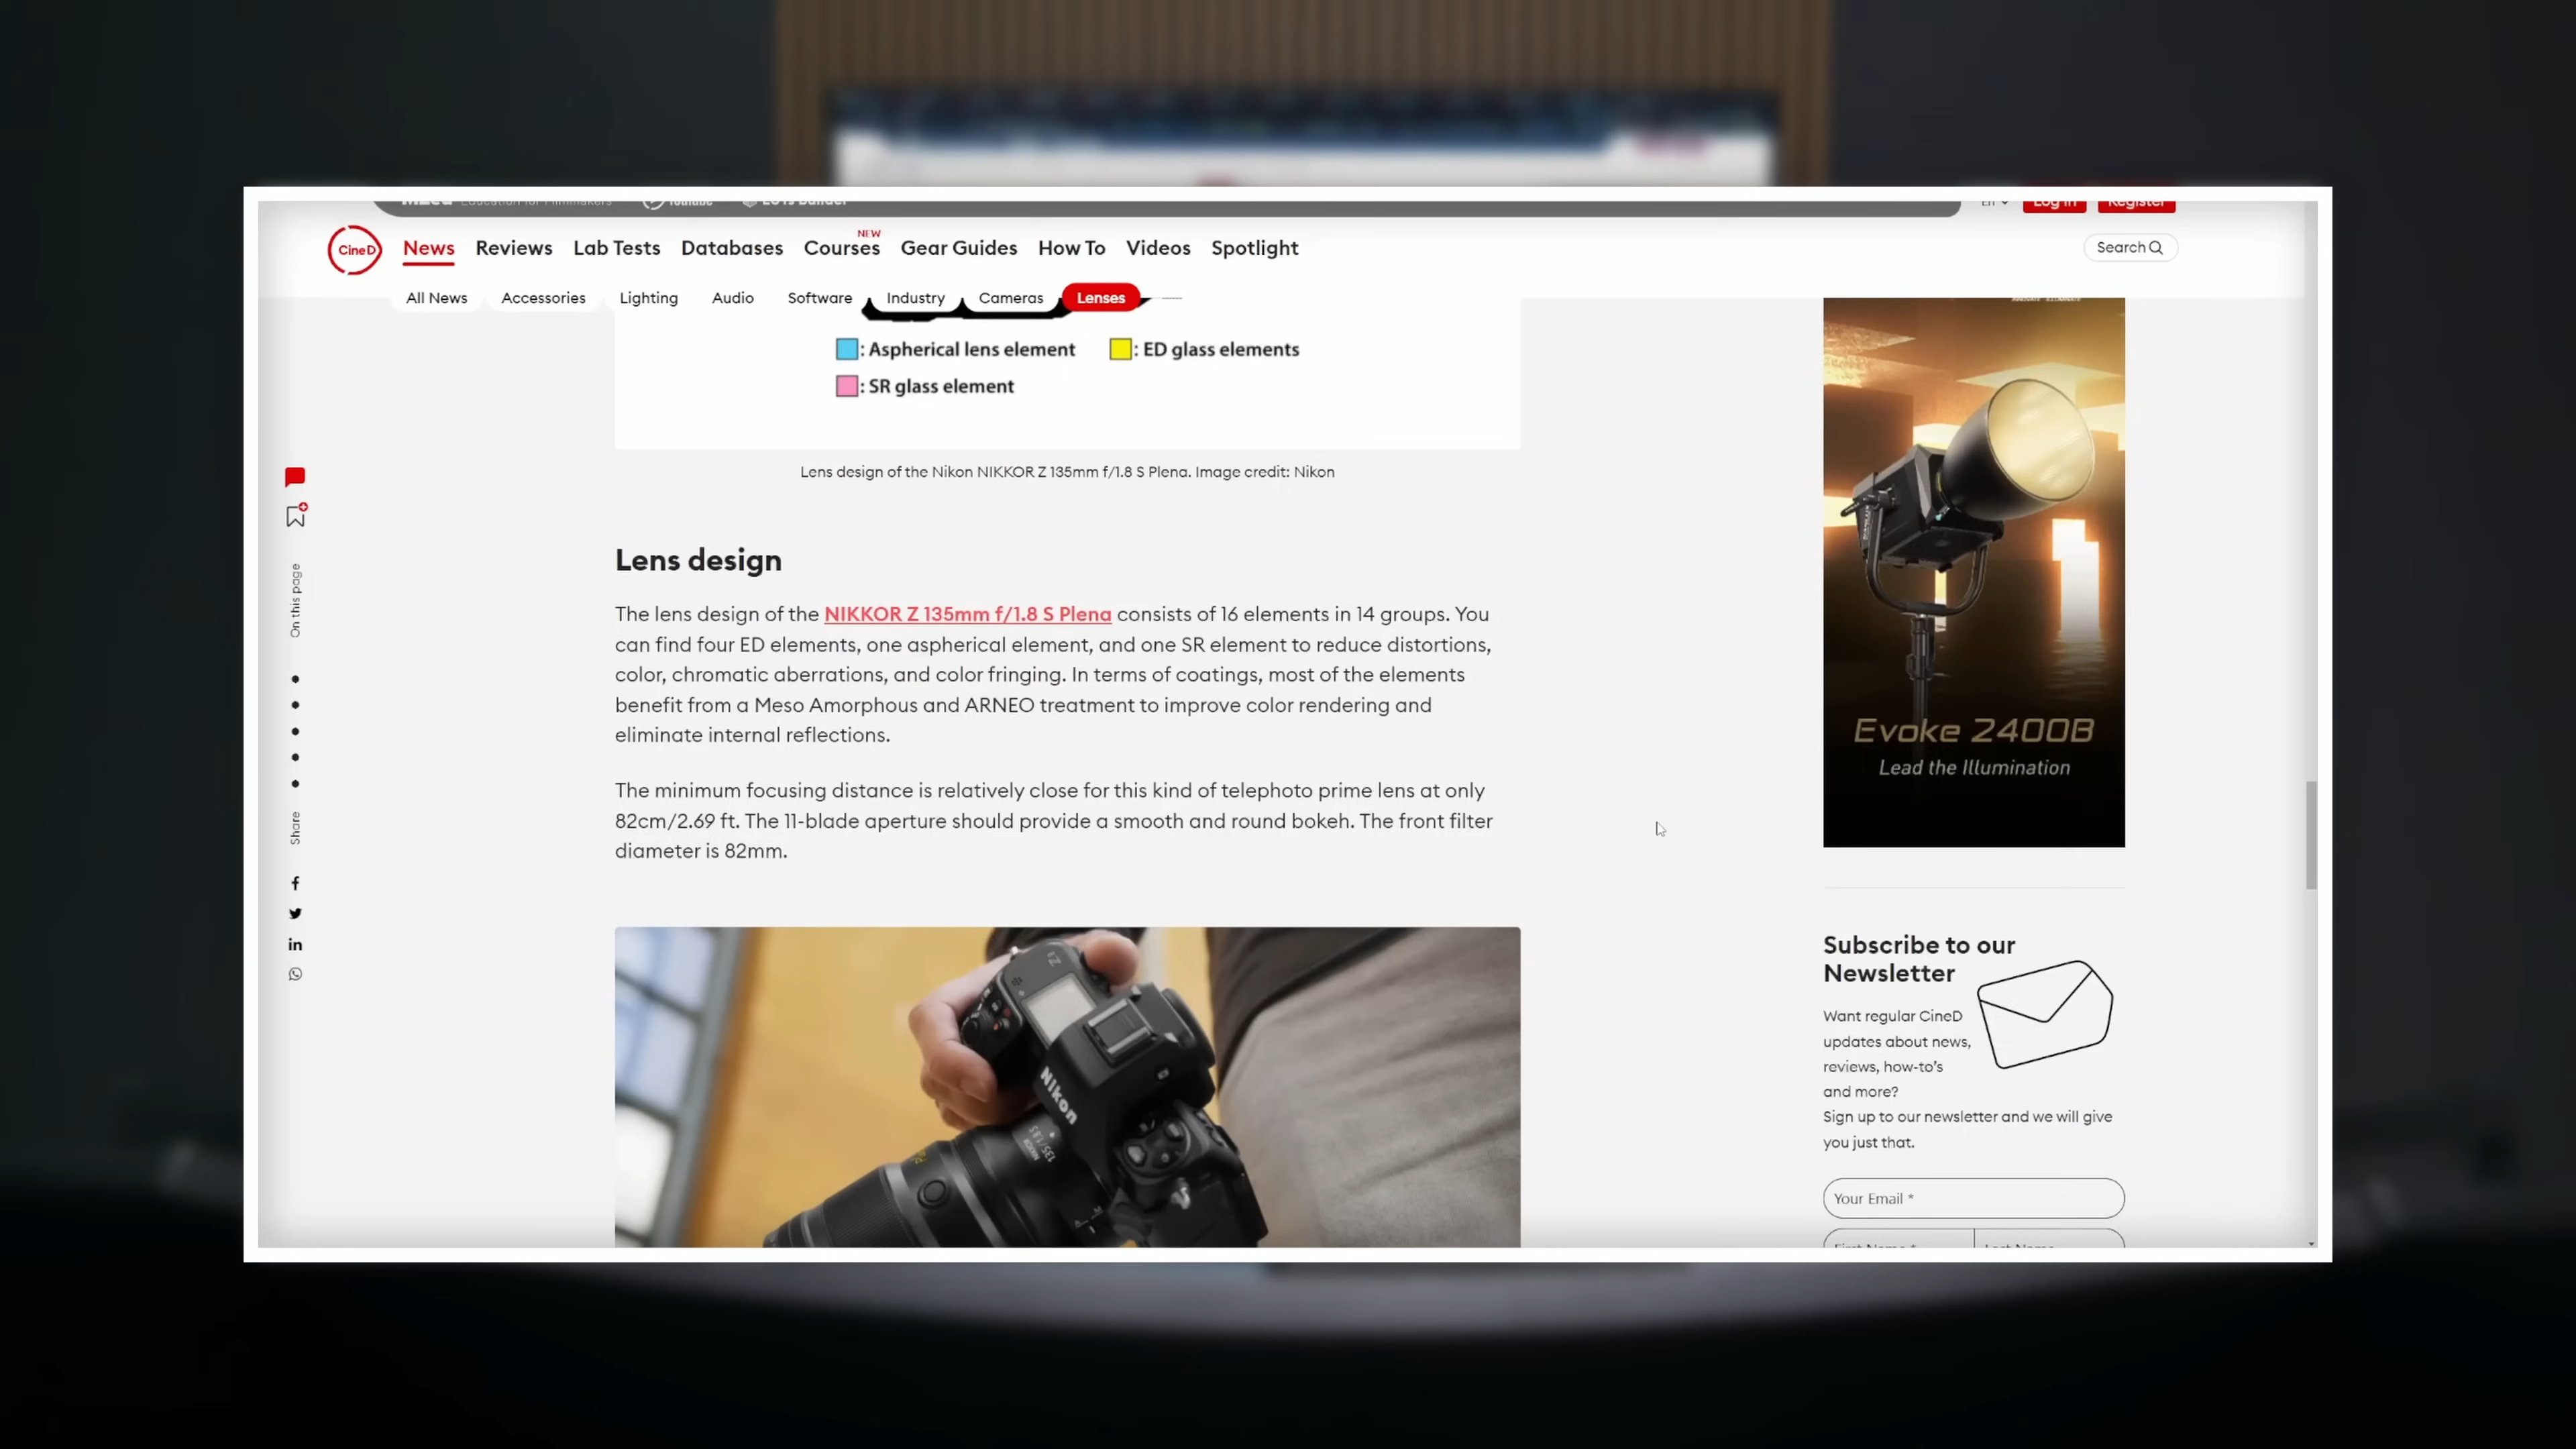 YouTube
En
Log in
Register
CineD
News
Reviews
Lab Tests
Databases
Courses
NEW
Gear Guides
How To
Videos
Spotlight
Search
All News
Accessories
Lighting
Audio
Software
Industry
Cameras
Lenses
: Aspherical lens element
: ED glass elements
: SR glass element
Lens design of the Nikon NIKKOR Z 135mm f/1.8 S Plena. Image credit: Nikon
On this page
Share
Lens design
The lens design of the NIKKOR Z 135mm f/1.8 S Plena consists of 16 elements in 14 groups. You
can find four ED elements, one aspherical element, and one SR element to reduce distortions,
color, chromatic aberrations, and color fringing. In terms of coatings, most of the elements
benefit from a Meso Amorphous and ARNEO treatment to improve color rendering and
eliminate internal reflections.
The minimum focusing distance is relatively close for this kind of telephoto prime lens at only
82cm/2.69 ft. The 11-blade aperture should provide a smooth and round bokeh. The front filter
diameter is 82mm.
Nikon
Evoke 2400B
Lead the Illumination
Subscribe to our
Newsletter
Want regular CineD
updates about news,
reviews, how-to's
and more?
Sign up to our newsletter and we will give
you just that.
Your Email *